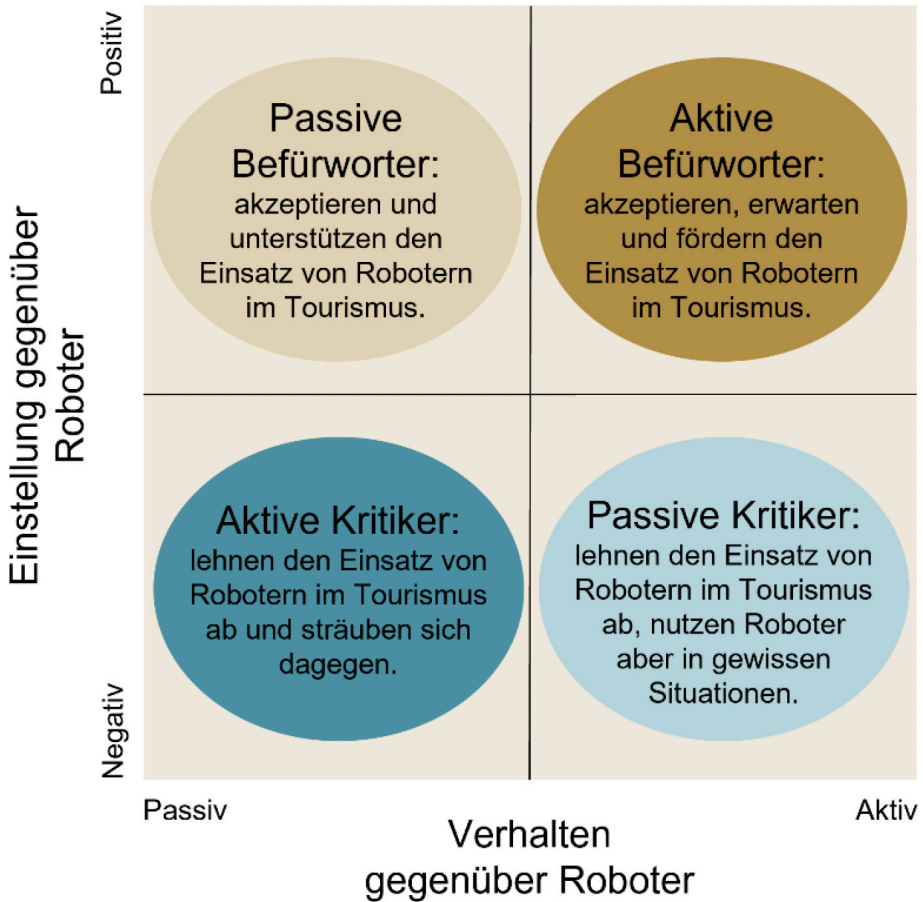 Einstellung gegenüber
Roboter
Positiv
Negativ
Passive
Befürworter:
akzeptieren und
unterstützen den
Einsatz von Robotern
im Tourismus.
Aktive
Befürworter:
akzeptieren, erwarten
und fördern den
Einsatz von Robotern
im Tourismus.
Aktive Kritiker:
lehnen den Einsatz von
Robotern im Tourismus
ab und sträuben sich
dagegen.
Passive Kritiker:
lehnen den Einsatz von
Robotern im Tourismus
ab, nutzen Roboter
aber in gewissen
Situationen.
Passiv
Aktiv
Verhalten
gegenüber Roboter